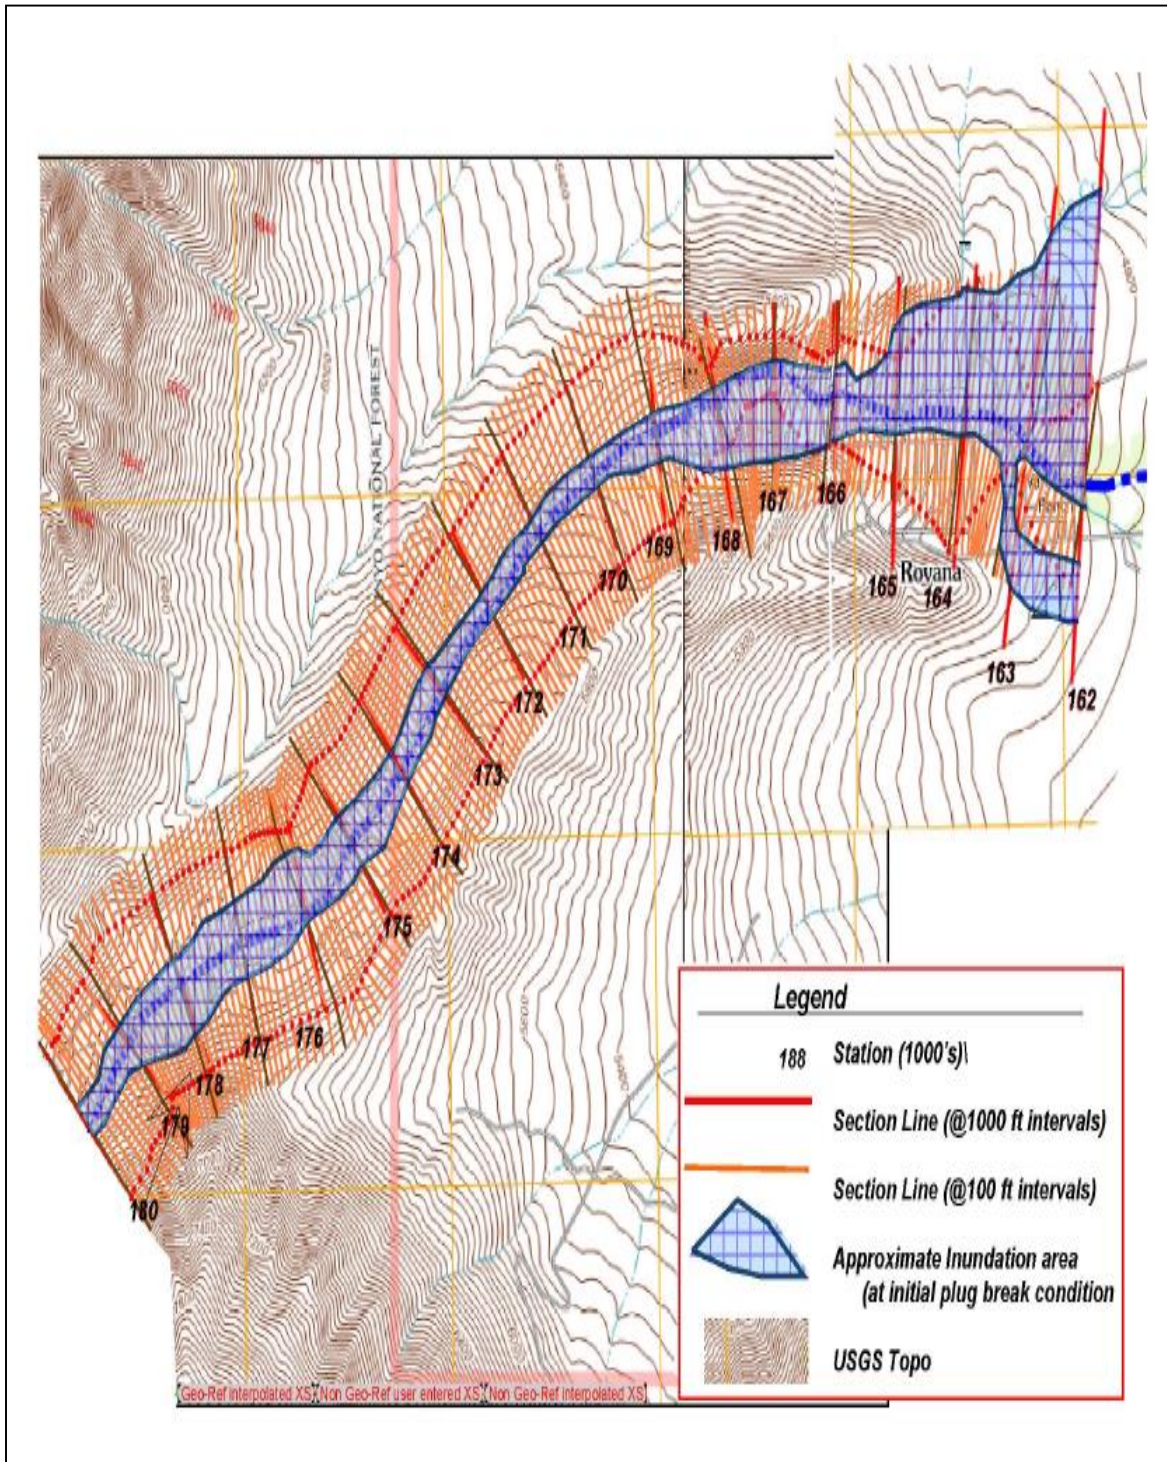 YO NATIONAL FOREST
169
168
167
166
165
Rovana
164
163
162
170
171
172
173
174
175
176
177
178
179
180
Legend
188 Station (1000's)\
Section Line (@1000 ft intervals)
Section Line (@100 ft intervals)
Approximate Inundation area
(at initial plug break condition
USGS Topo
Geo-Ref interpolated XS Non Geo-Ref user entered XS Non Geo-Ref interpolated XS